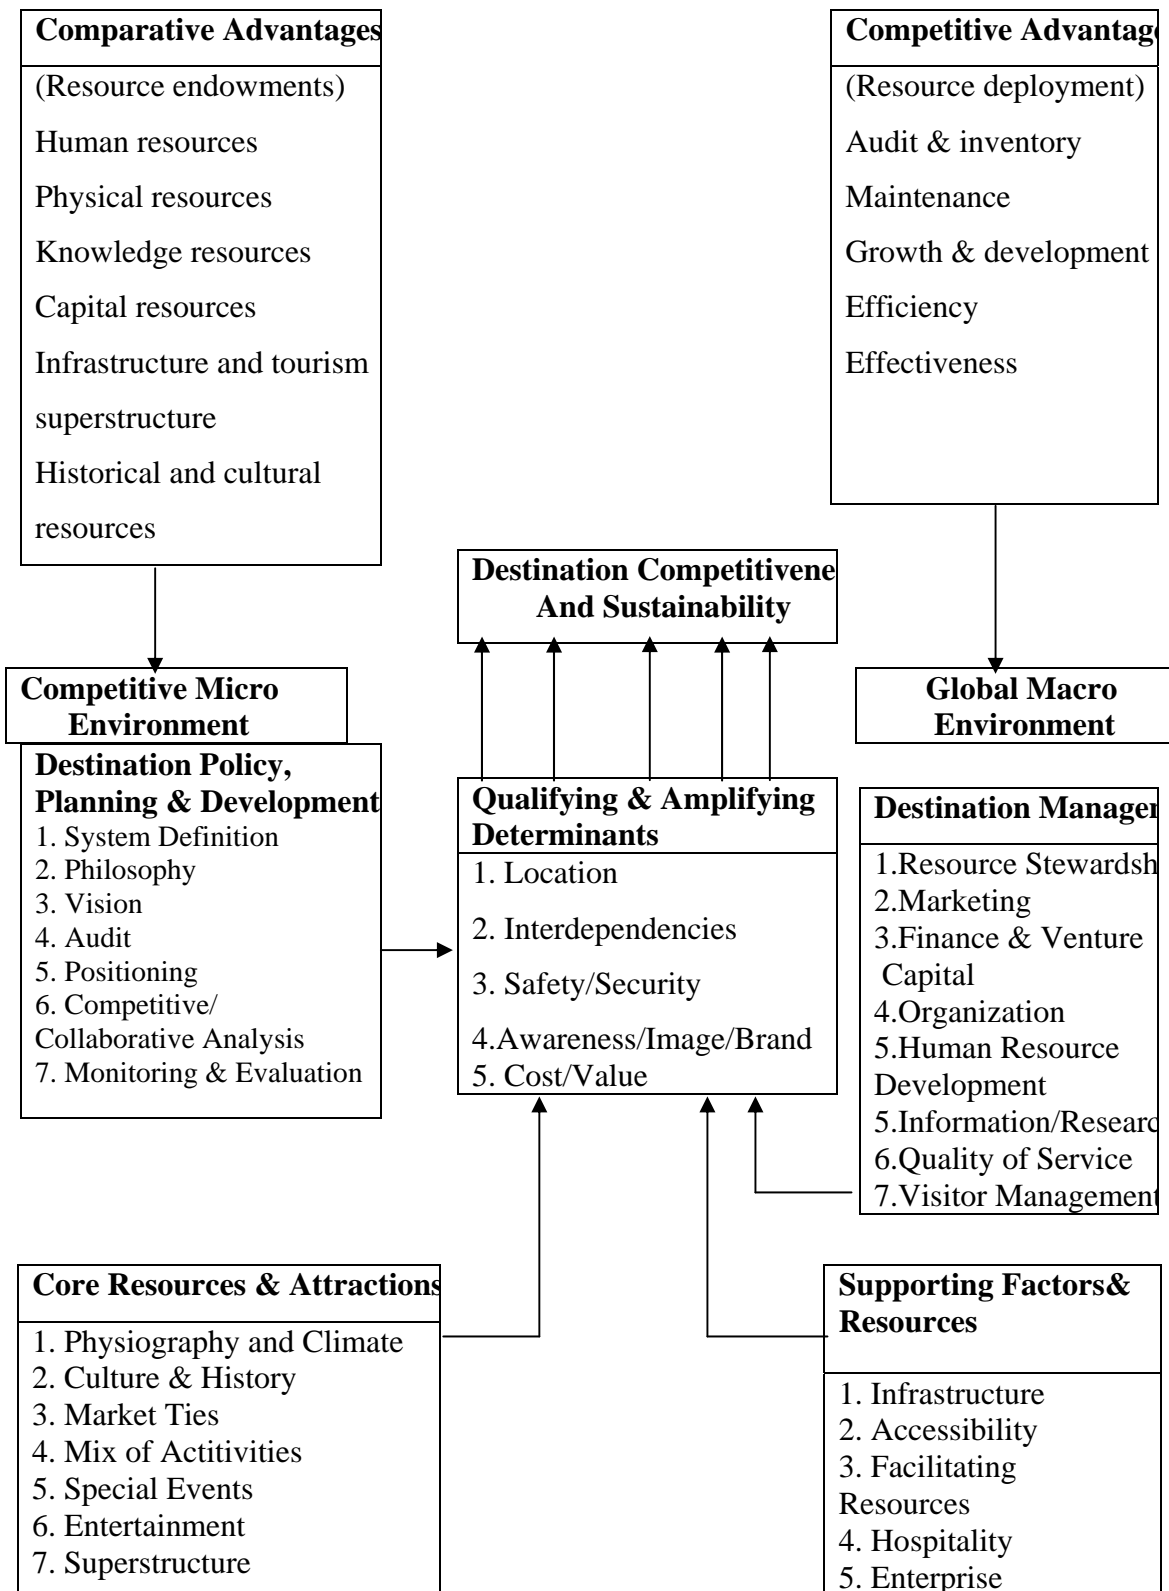 Comparative Advantages
(Resource endowments)
Human resources
Physical resources
Knowledge resources
Capital resources
Infrastructure and tourism
superstructure
Historical and cultural
resources
Competitive Advantag
(Resource deployment)
Audit & inventory
Maintenance
Growth & development
Efficiency
Effectiveness
Destination Competitivene
And Sustainability
Competitive Micro
Environment
Global Macro
Environment
Destination Policy,
Planning & Development
1. System Definition
2. Philosophy
3. Vision
4. Audit
5. Positioning
6. Competitive/
Collaborative Analysis
7. Monitoring & Evaluation
Qualifying & Amplifying
Determinants
1. Location
2. Interdependencies
3. Safety/Security
4.Awareness/Image/Brand
5. Cost/Value
Destination Manager
1.Resource Stewardsh
2.Marketing
3.Finance & Venture
Capital
4.Organization
5.Human Resource
Development
5.Information/Researc
6.Quality of Service
7.Visitor Management
Core Resources & Attractions
1. Physiography and Climate
2. Culture & History
3. Market Ties
4. Mix of Actitivities
5. Special Events
6. Entertainment
7. Superstructure
Supporting Factors&
Resources
1. Infrastructure
2. Accessibility
3. Facilitating
Resources
4. Hospitality
5. Enterprise